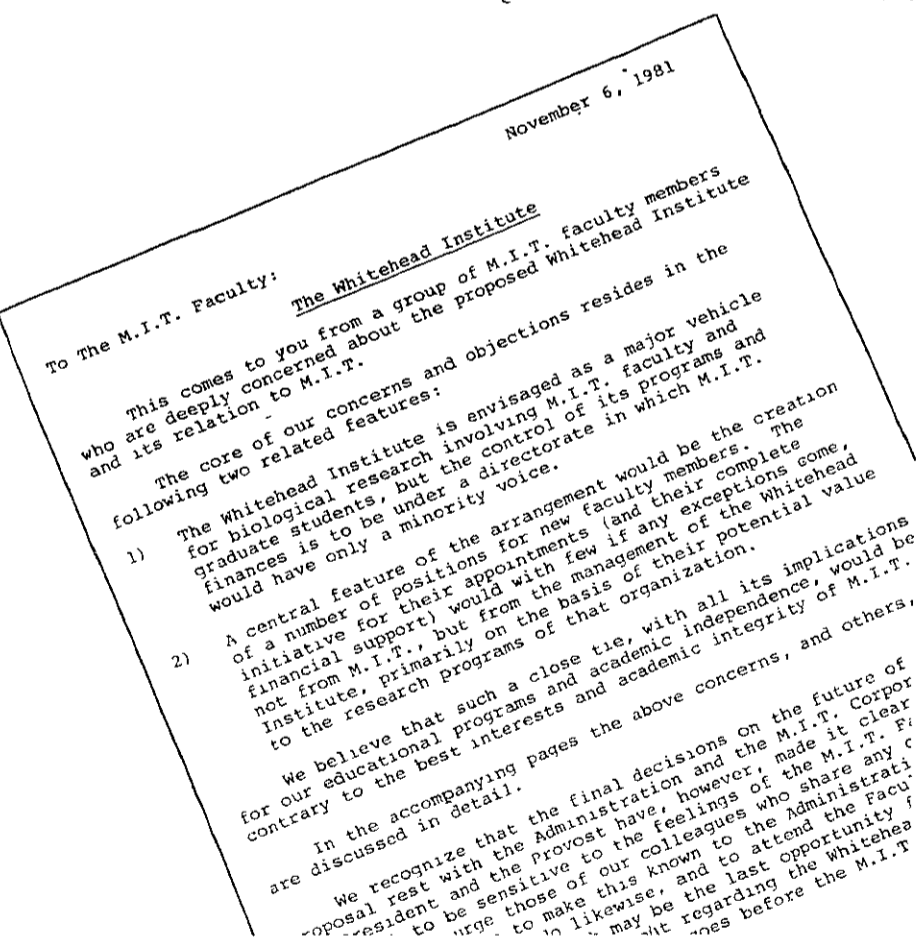 November 6, 1981
To The M.I.T. Faculty:
The Whitehead Institute
This comes to you from a group of M.I.T. faculty members
who are deeply concerned about the proposed Whitehead Institute
and its relation to M.I.T.
The core of our concerns and objections resides in the
following two related features:
1) The Whitehead Institute is envisaged as a major vehicle
for biological research involving M.I.T. faculty and
graduate students, but the control of its programs and
finances is to be under a directorate in which M.I.T.
would have only a minority voice.
2) A central feature of the arrangement would be the creation
of a number of positions for new faculty members. The
initiative for their appointments (and their complete
financial support) would with few if any exceptions come,
not from M.I.T., but from the management of the Whitehead
Institute, primarily on the basis of their potential value
to the research programs of that organization.
We believe that such a close tie, with all its implications
for our educational programs and academic independence, would be
contrary to the best interests and academic integrity of M.I.T.
In the accompanying pages the above concerns, and others,
are discussed in detail.
We recognize that the final decisions on the future of
rest with the Administration and the M.I.T.
and the Provost have, however, made it clear
to be sensitive to the feelings of the M.I.T.
urge those of our colleagues who share any
to make this known to the
likewise, and to attend the
may be the last opportunity
regarding the
before the M.I.T